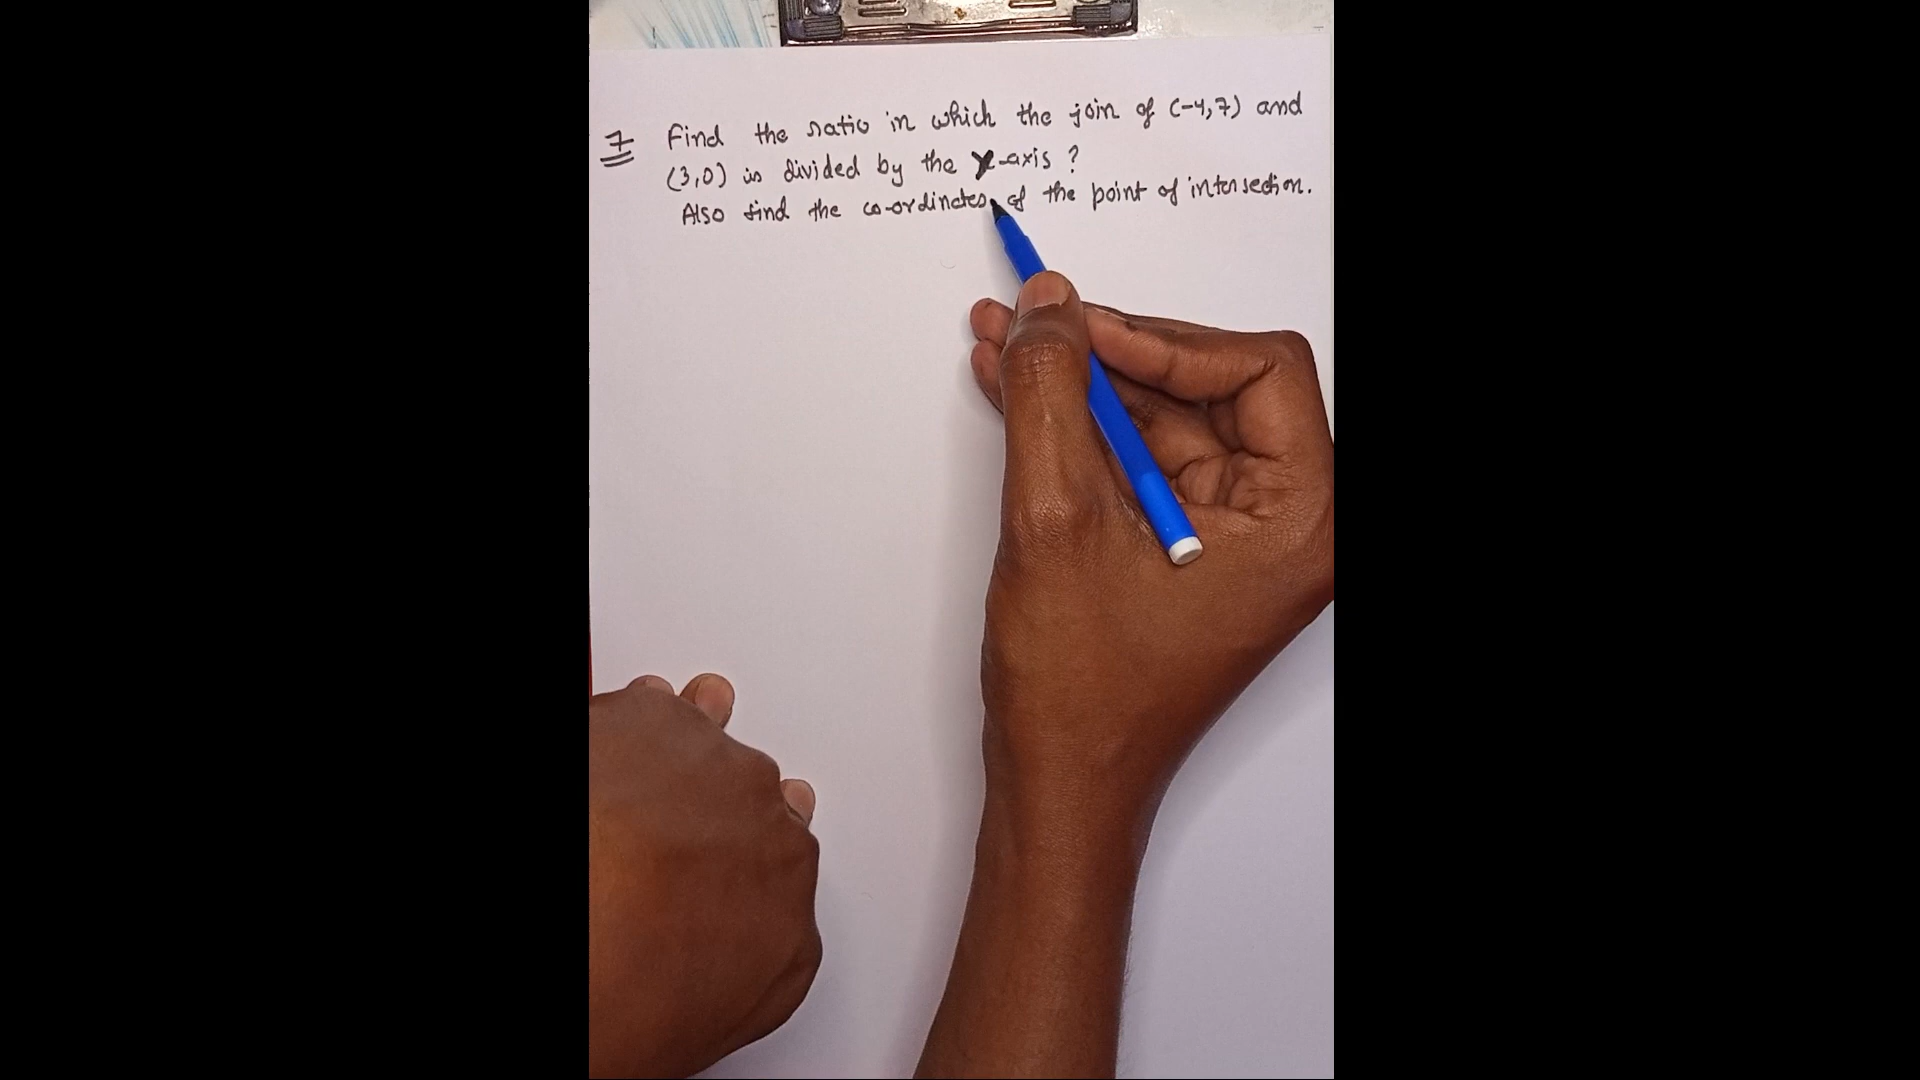 7 Find the ratio in which the join of (-4,7) and
(3,0) is divided by the Y-axis ?
Also find the co-ordinates of the point of intersection.